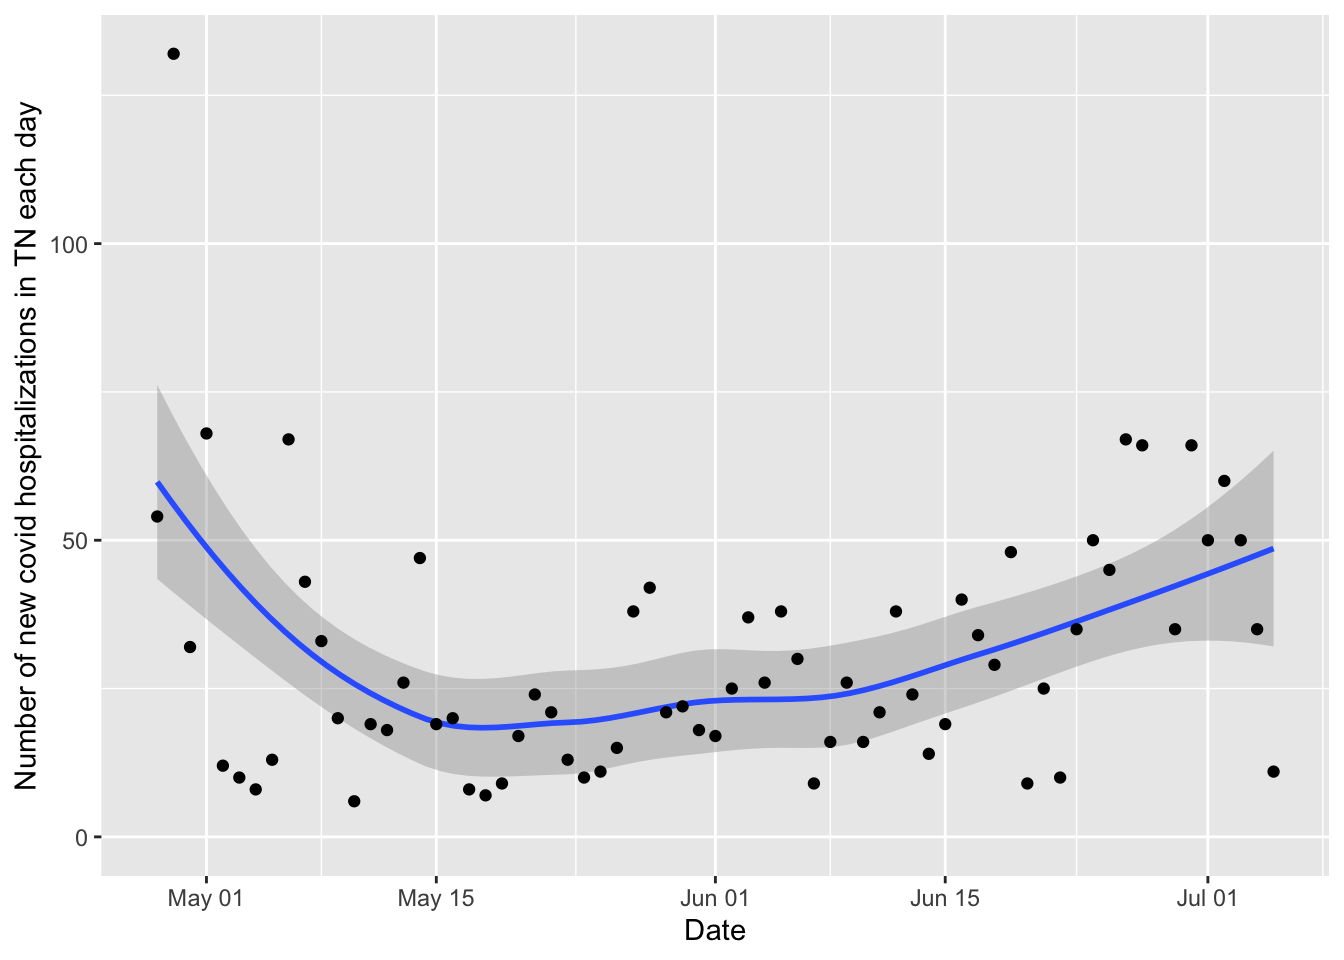 Number of new covid hospitalizations in TN each day
100
50
0
May 01
May 15
Jun 01
Jun 15
Jul 01
Date